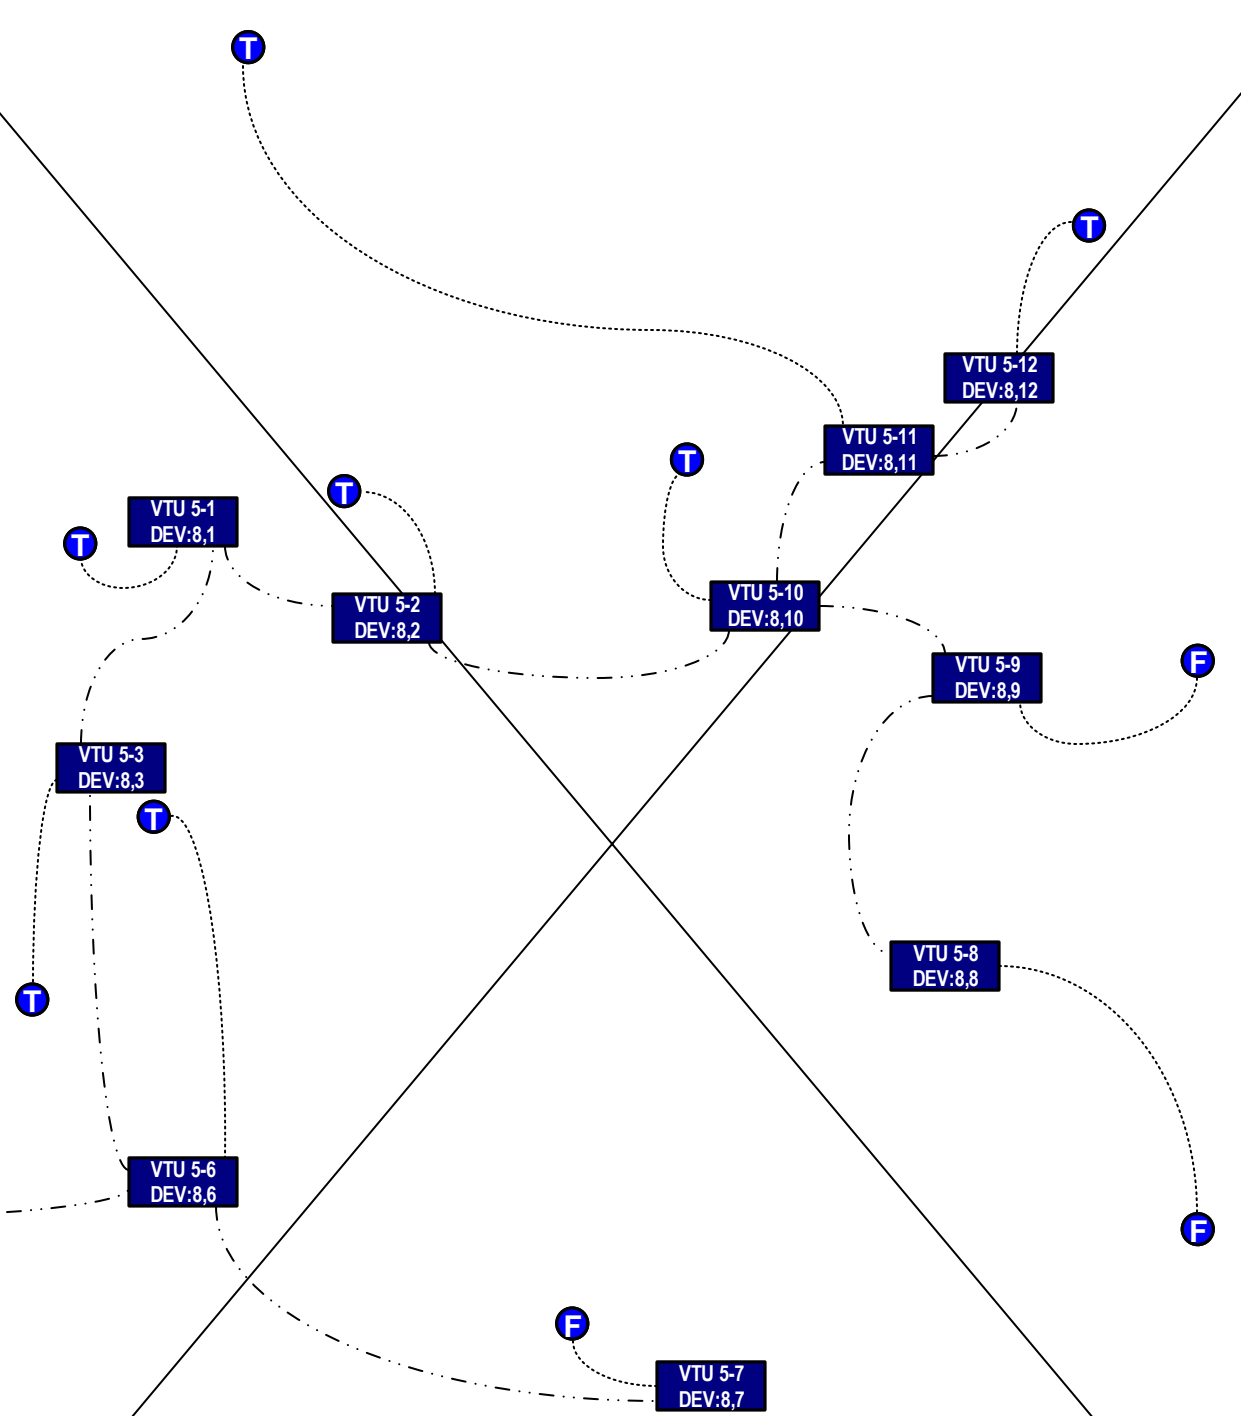 T
T
VTU 5-12
DEV:8,12
VTU 5-11
DEV:8,11
T
T
VTU 5-1
DEV:8,1
T
VTU 5-2
DEV:8,2
VTU 5-10
DEV:8,10
VTU 5-9
DEV:8,9
F
VTU 5-3
DEV:8,3
T
VTU 5-8
DEV:8,8
T
VTU 5-6
DEV:8,6
F
F
VTU 5-7
DEV:8,7